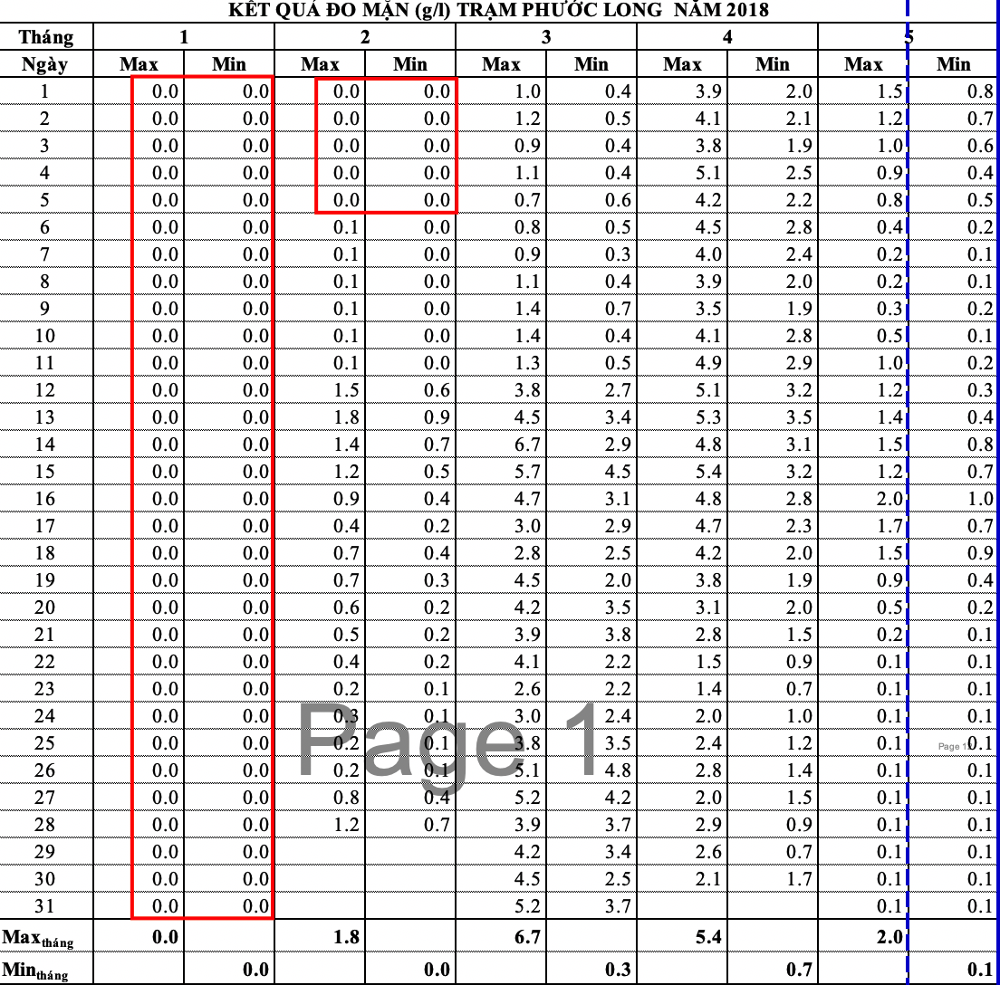 KẾT QUẢ ĐO MẶN (g/l) TRẠM PHƯỚC LONG NĂM 2018
Tháng 1 2 3 4 5
Ngày Max Min Max Min Max Min Max Min Max Min
1 0.0 0.0 0.0 0.0 1.0 0.4 3.9 2.0 1.5 0.8
2 0.0 0.0 0.0 0.0 1.2 0.5 4.1 2.1 1.2 0.7
3 0.0 0.0 0.0 0.0 0.9 0.4 3.8 1.9 1.0 0.6
4 0.0 0.0 0.0 0.0 1.1 0.4 5.1 2.5 0.9 0.4
5 0.0 0.0 0.0 0.0 0.7 0.6 4.2 2.2 0.8 0.5
6 0.0 0.0 0.1 0.0 0.8 0.5 4.5 2.8 0.4 0.2
7 0.0 0.0 0.1 0.0 0.9 0.3 4.0 2.4 0.2 0.1
8 0.0 0.0 0.1 0.0 1.1 0.4 3.9 2.0 0.2 0.1
9 0.0 0.0 0.1 0.0 1.4 0.7 3.5 1.9 0.3 0.2
10 0.0 0.0 0.1 0.0 1.4 0.4 4.1 2.8 0.5 0.1
11 0.0 0.0 0.1 0.0 1.3 0.5 4.9 2.9 1.0 0.2
12 0.0 0.0 1.5 0.6 3.8 2.7 5.1 3.2 1.2 0.3
13 0.0 0.0 1.8 0.9 4.5 3.4 5.3 3.5 1.4 0.4
14 0.0 0.0 1.4 0.7 6.7 2.9 4.8 3.1 1.5 0.8
15 0.0 0.0 1.2 0.5 5.7 4.5 5.4 3.2 1.2 0.7
16 0.0 0.0 0.9 0.4 4.7 3.1 4.8 2.8 2.0 1.0
17 0.0 0.0 0.4 0.2 3.0 2.9 4.7 2.3 1.7 0.7
18 0.0 0.0 0.7 0.4 2.8 2.5 4.2 2.0 1.5 0.9
19 0.0 0.0 0.7 0.3 4.5 2.0 3.8 1.9 0.9 0.4
20 0.0 0.0 0.6 0.2 4.2 3.5 3.1 2.0 0.5 0.2
21 0.0 0.0 0.5 0.2 3.9 3.8 2.8 1.5 0.2 0.1
22 0.0 0.0 0.4 0.2 4.1 2.2 1.5 0.9 0.1 0.1
23 0.0 0.0 0.2 0.1 2.6 2.2 1.4 0.7 0.1 0.1
24 0.0 0.0 0.3 0.1 3.0 2.4 2.0 1.0 0.1 0.1
25 0.0 0.0 0.2 0.1 3.8 3.5 2.4 1.2 0.1 0.1
Page 1
26 0.0 0.0 0.2 0.1 5.1 4.8 2.8 1.4 0.1 0.1
27 0.0 0.0 0.8 0.4 5.2 4.2 2.0 1.5 0.1 0.1
28 0.0 0.0 1.2 0.7 3.9 3.7 2.9 0.9 0.1 0.1
29 0.0 0.0 4.2 3.4 2.6 0.7 0.1 0.1
30 0.0 0.0 4.5 2.5 2.1 1.7 0.1 0.1
31 0.0 0.0 5.2 3.7 0.1 0.1
Max tháng 0.0 1.8 6.7 5.4 2.0
Min tháng 0.0 0.0 0.3 0.7 0.1